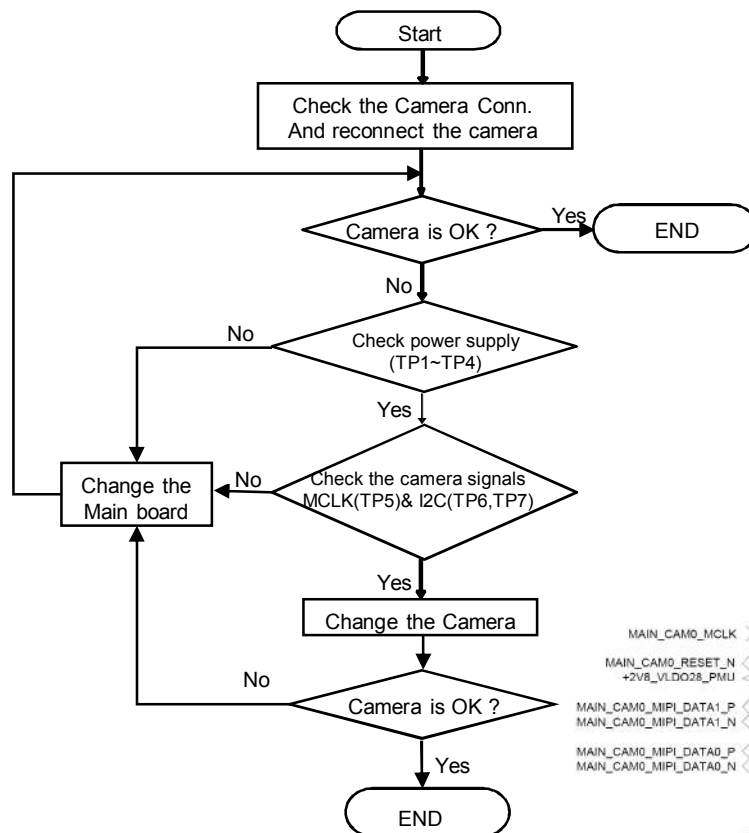 Start
Check the Camera Conn.
And reconnect the camera
Camera is OK ?
Yes
END
No
Check power supply
(TP1~TP4)
No
Yes
Check the camera signals
MCLK(TP5)& I2C(TP6,TP7)
No
Change the
Main board
Yes
Change the Camera
No
Camera is OK ?
Yes
END
MAIN_CAM0_MCLK
MAIN_CAM0_RESET_N
+2V8_VLDO28_PMU
MAIN_CAM0_MIPI_DATA1_P
MAIN_CAM0_MIPI_DATA1_N
MAIN_CAM0_MIPI_DATA0_P
MAIN_CAM0_MIPI_DATA0_N